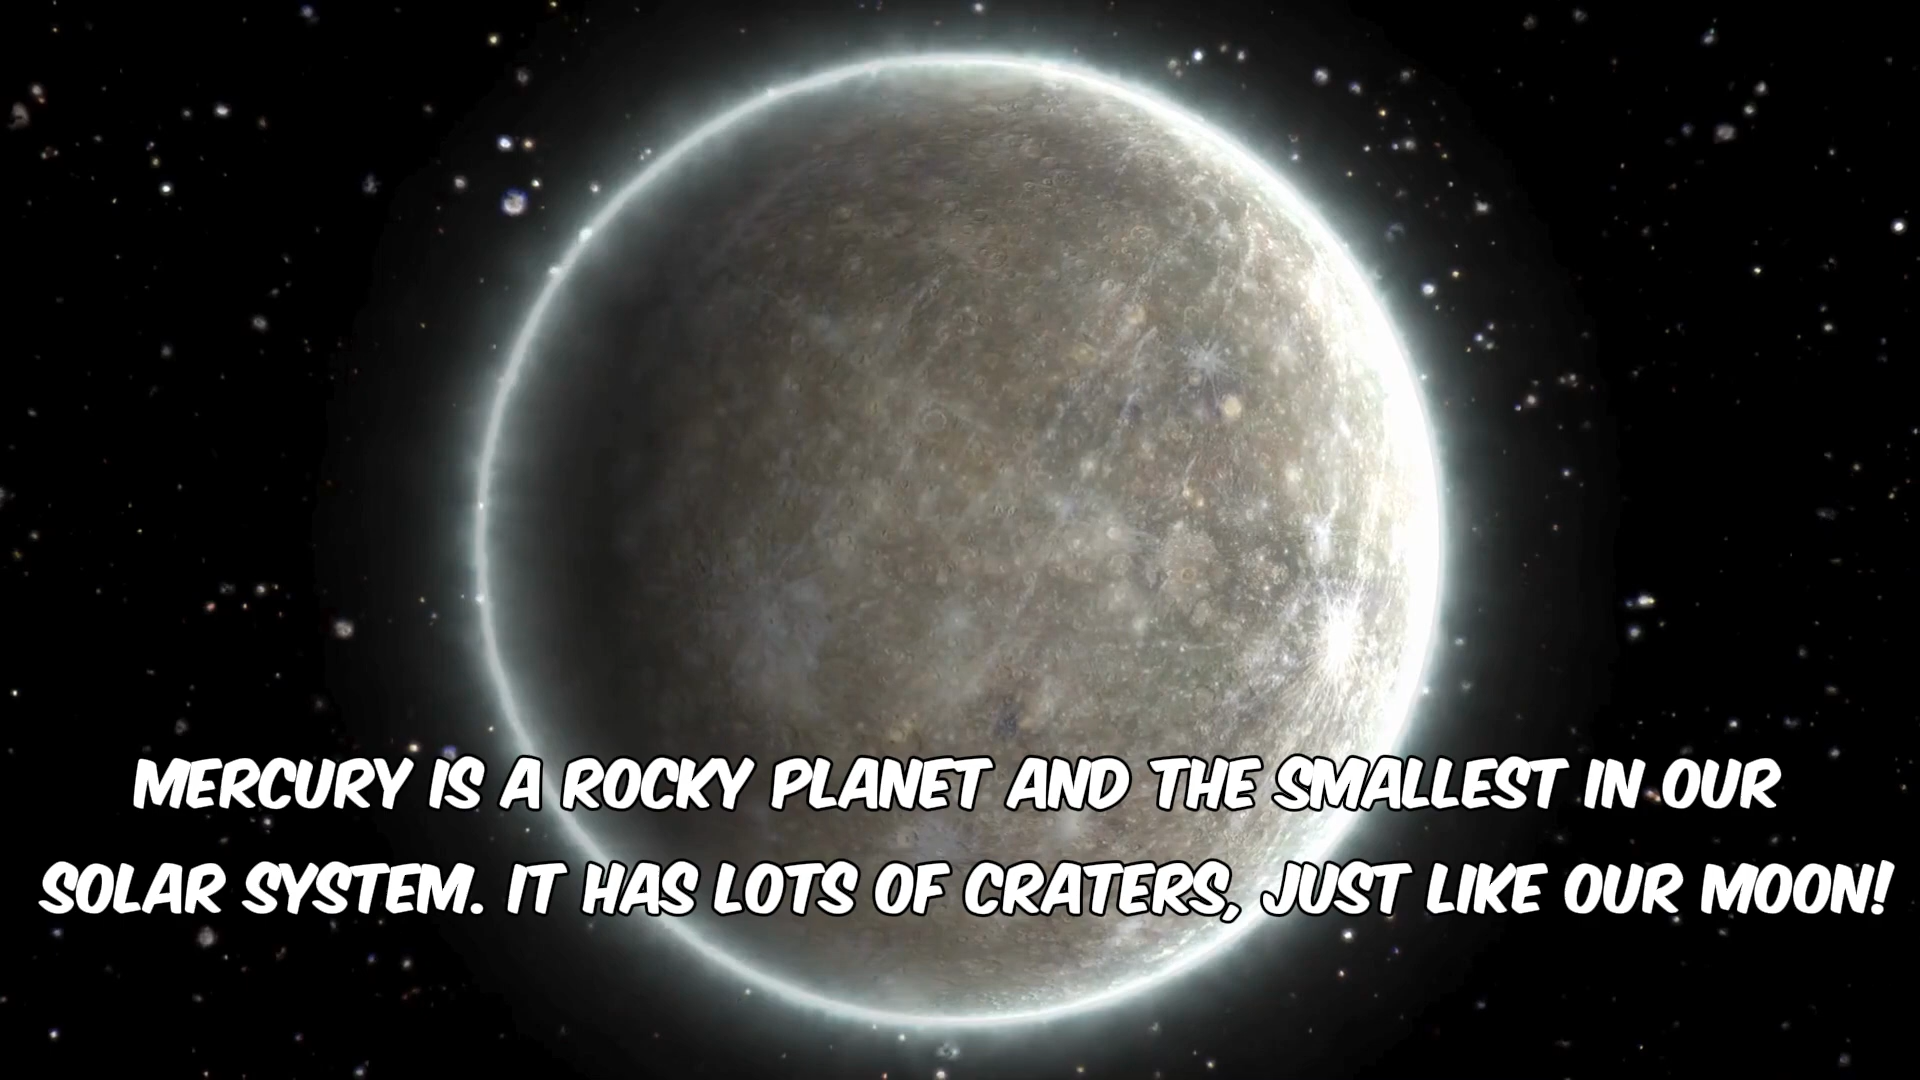 MERCURY IS A ROCKY PLANET AND THE SMALLEST IN OUR
SOLAR SYSTEM. IT HAS LOTS OF CRATERS, JUST LIKE OUR MOON!